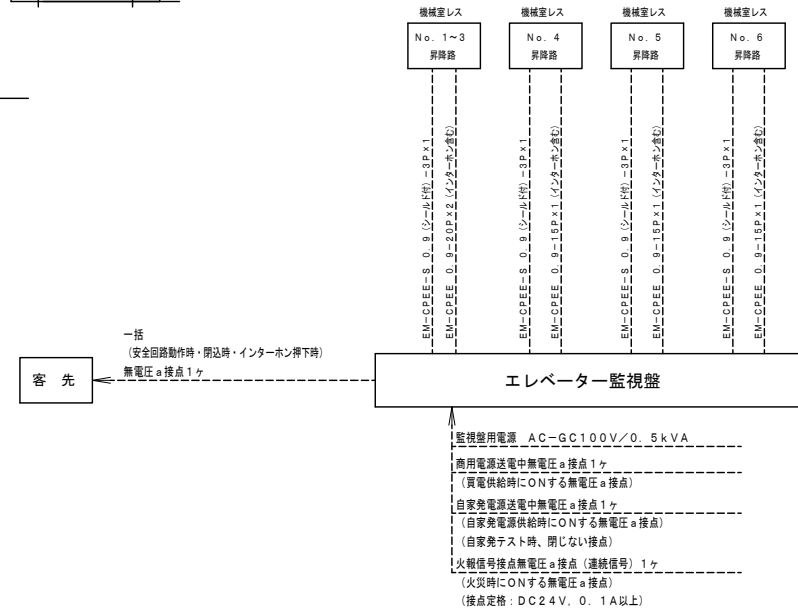 機械室レス
No.1~3
昇降路
機械室レス
No.4
昇降路
機械室レス
No.5
昇降路
機械室レス
No.6
昇降路
EM-CPEE-S 0.9(シールド付)-3P×1
EM-CPEE 0.9-20P×2(インターホン含む)
EM-CPEE-S 0.9(シールド付)-3P×1
EM-CPEE 0.9-15P×1(インターホン含む)
EM-CPEE-S 0.9(シールド付)-3P×1
EM-CPEE 0.9-15P×1(インターホン含む)
EM-CPEE-S 0.9(シールド付)-3P×1
EM-CPEE 0.9-15P×1(インターホン含む)
一括
(安全回路動作時・閉込時・インターホン押下時)
無電圧a接点1ヶ
客先
エレベーター監視盤
監視盤用電源 AC-GC100V/0.5kVA
商用電源送電中無電圧a接点1ヶ
(買電供給時にONする無電圧a接点)
自家発電源送電中無電圧a接点1ヶ
(自家発電源供給時にONする無電圧a接点)
(自家発テスト時、閉じない接点)
火報信号接点無電圧a接点(連続信号)1ヶ
(火災時にONする無電圧a接点)
(接点定格:DC24V,0.1A以上)